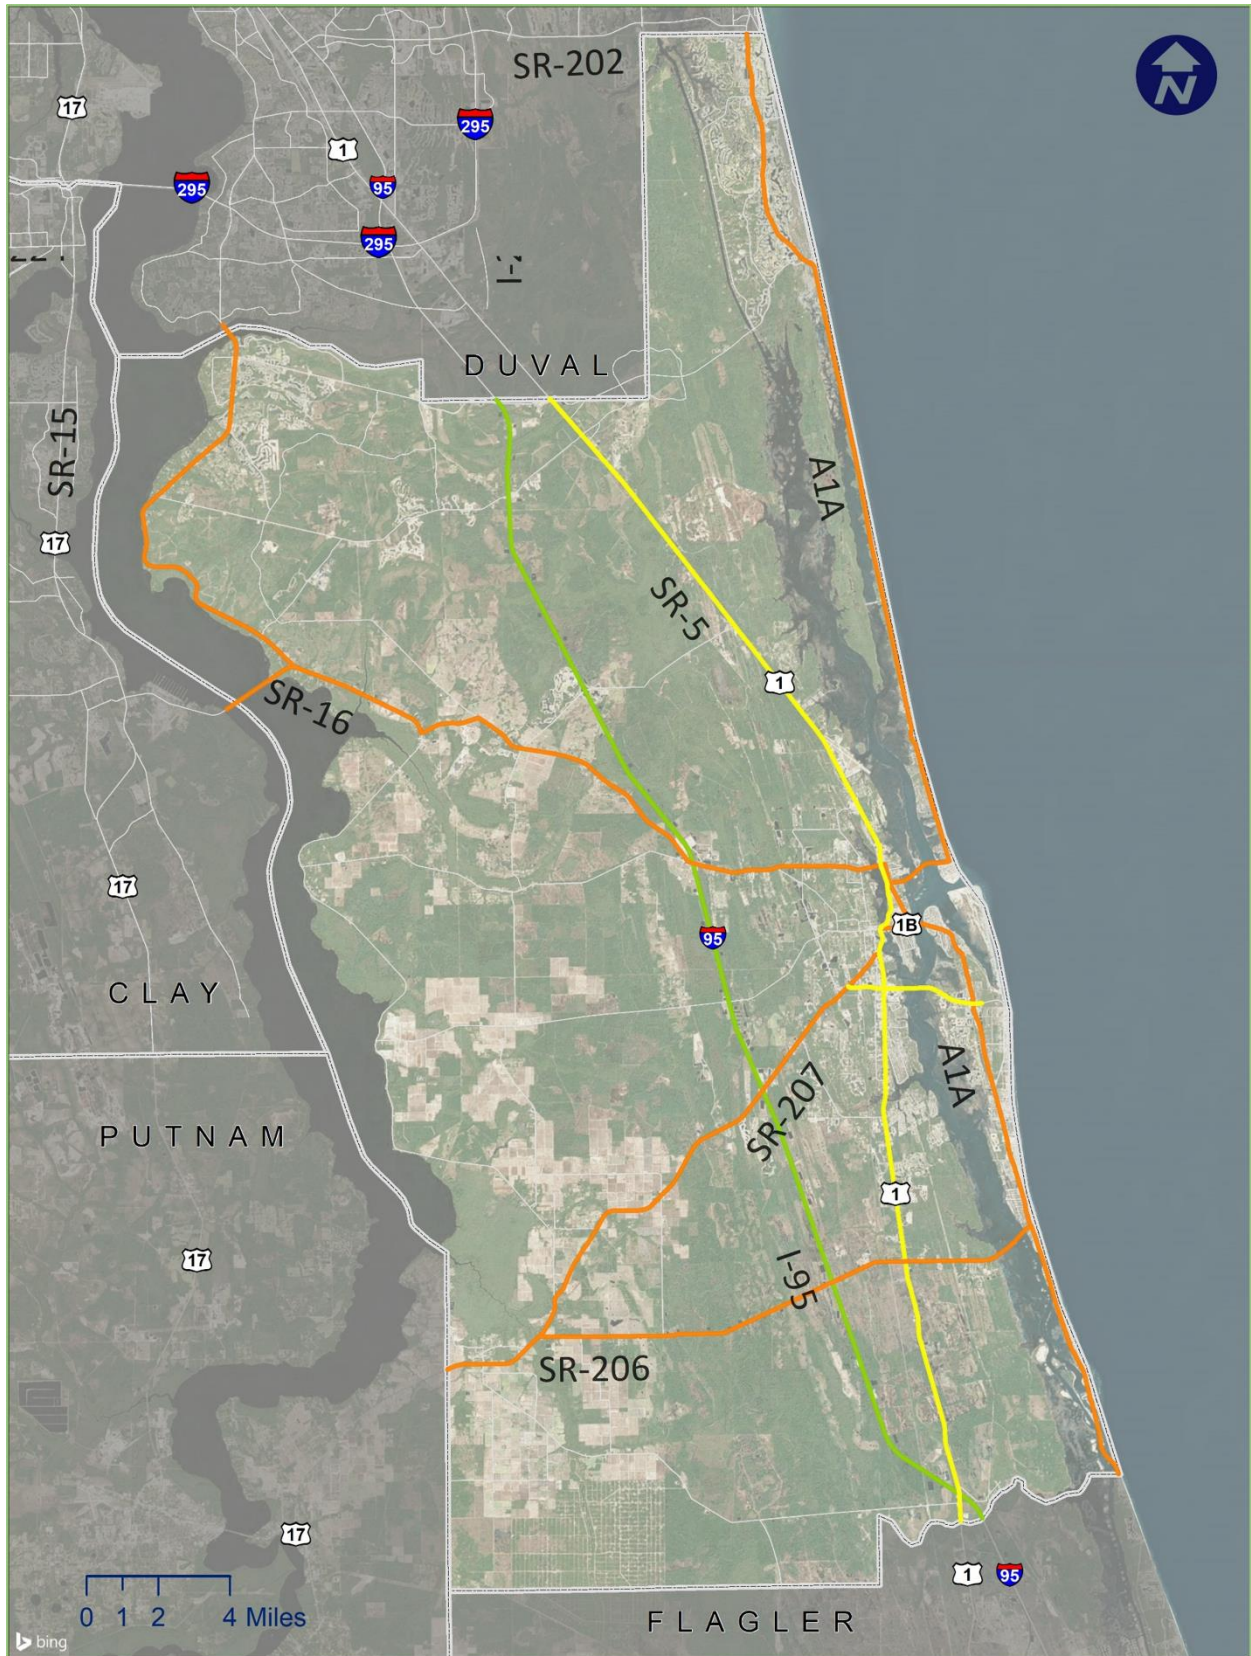 SR-202
N
17
295
1
295
95
295
DUVAL
SR-15
A1A
17
SR-5
1
SR-16
17
1B
95
CLAY
A1A
SR-207
PUTNAM
1
17
I-95
SR-206
17
1
95
0 1 2 4 Miles
FLAGLER
bing